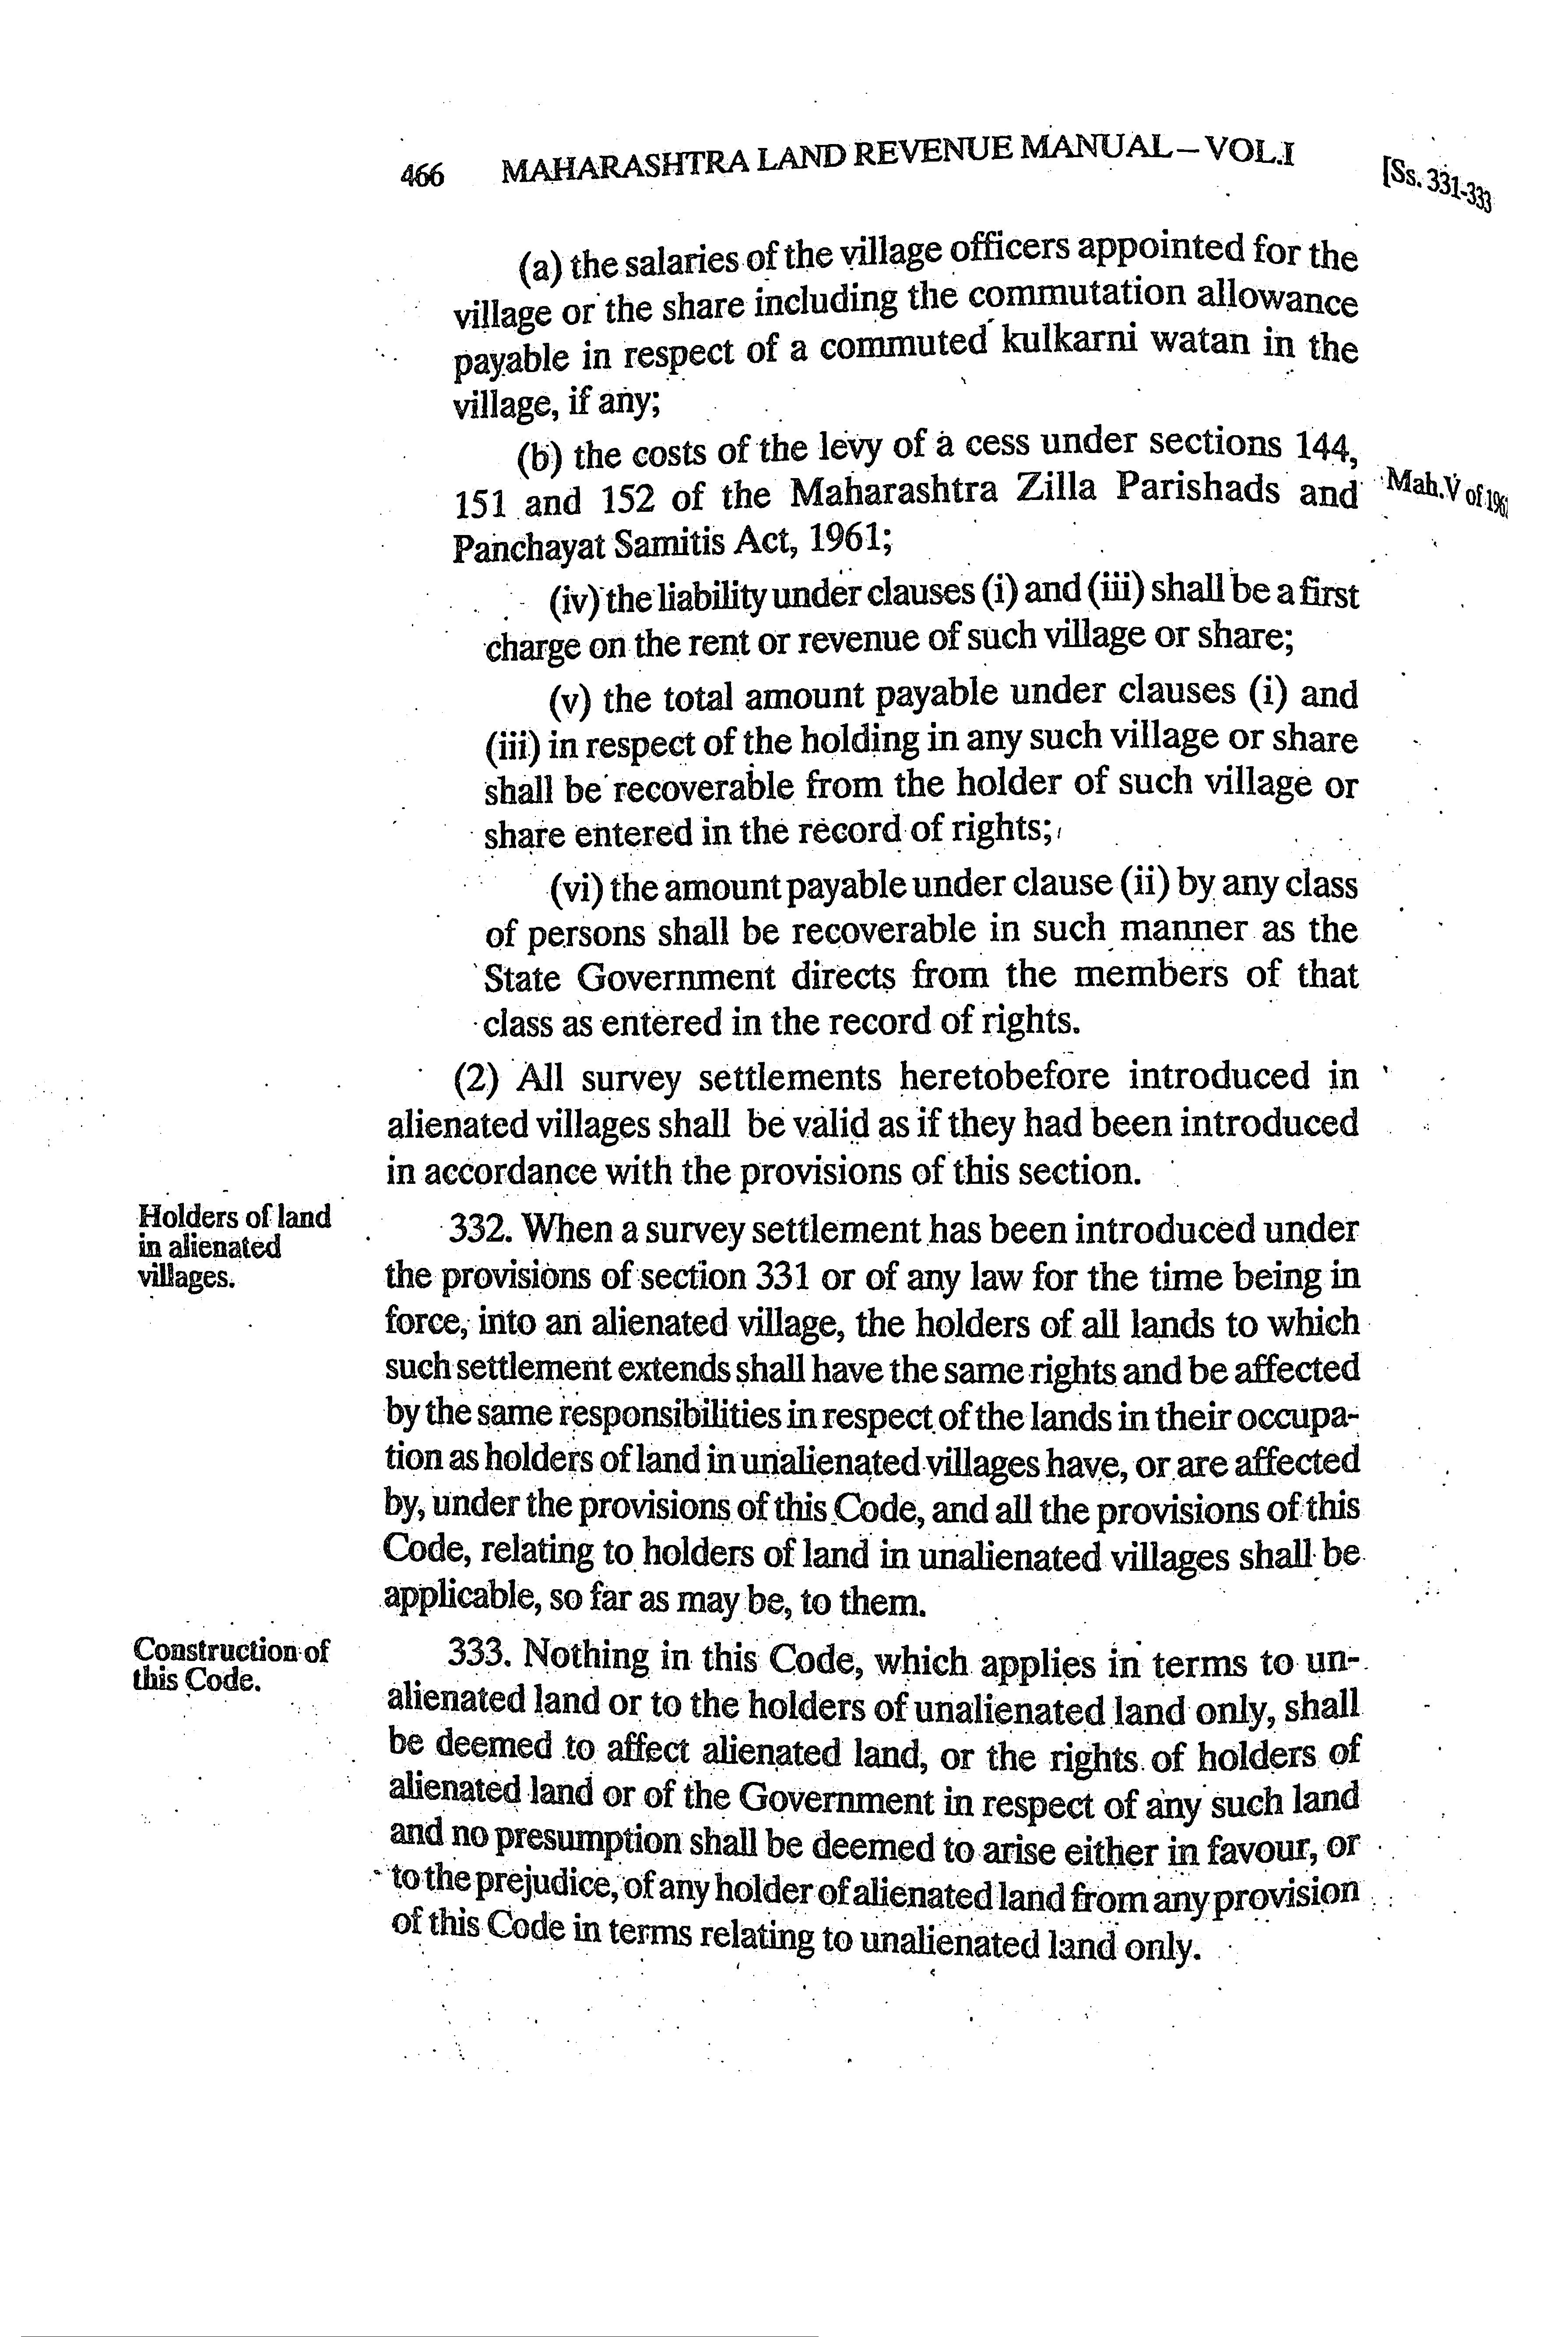 466 MAHARASHTRA LAND REVENUE MANUAL—VOL.I [Ss. 331-333
(a) the salaries of the village officers appointed for the
village or the share including the commutation allowance
payable in respect of a commuted kulkarni watan in the
village, if any;
(b) the costs of the levy of a cess under sections 144,
151 and 152 of the Maharashtra Zilla Parishads and
Mah.V of 196
Panchayat Samitis Act, 1961;
(iv) the liability under clauses (i) and (iii) shall be a first
charge on the rent or revenue of such village or share;
(v) the total amount payable under clauses (i) and
(iii) in respect of the holding in any such village or share
shall be recoverable from the holder of such village or
share entered in the record of rights;
(vi) the amount payable under clause (ii) by any class
of persons shall be recoverable in such manner as the
State Government directs from the members of that
class as entered in the record of rights.
(2) All survey settlements heretobefore introduced in
alienated villages shall be valid as if they had been introduced
in accordance with the provisions of this section.
Holders of land
in alienated
villages.
332. When a survey settlement has been introduced under
the provisions of section 331 or of any law for the time being in
force, into an alienated village, the holders of all lands to which
such settlement extends shall have the same rights and be affected
by the same responsibilities in respect of the lands in their occupa-
tion as holders of land in unalienated villages have, or are affected
by, under the provisions of this Code, and all the provisions of this
Code, relating to holders of land in unalienated villages shall be
applicable, so far as may be, to them.
Construction of
this Code.
333. Nothing in this Code, which applies in terms to un-
alienated land or to the holders of unalienated land only, shall
be deemed to affect alienated land, or the rights of holders of
alienated land or of the Government in respect of any such land
and no presumption shall be deemed to arise either in favour, or
to the prejudice, of any holder of alienated land from any provision
of this Code in terms relating to unalienated land only.